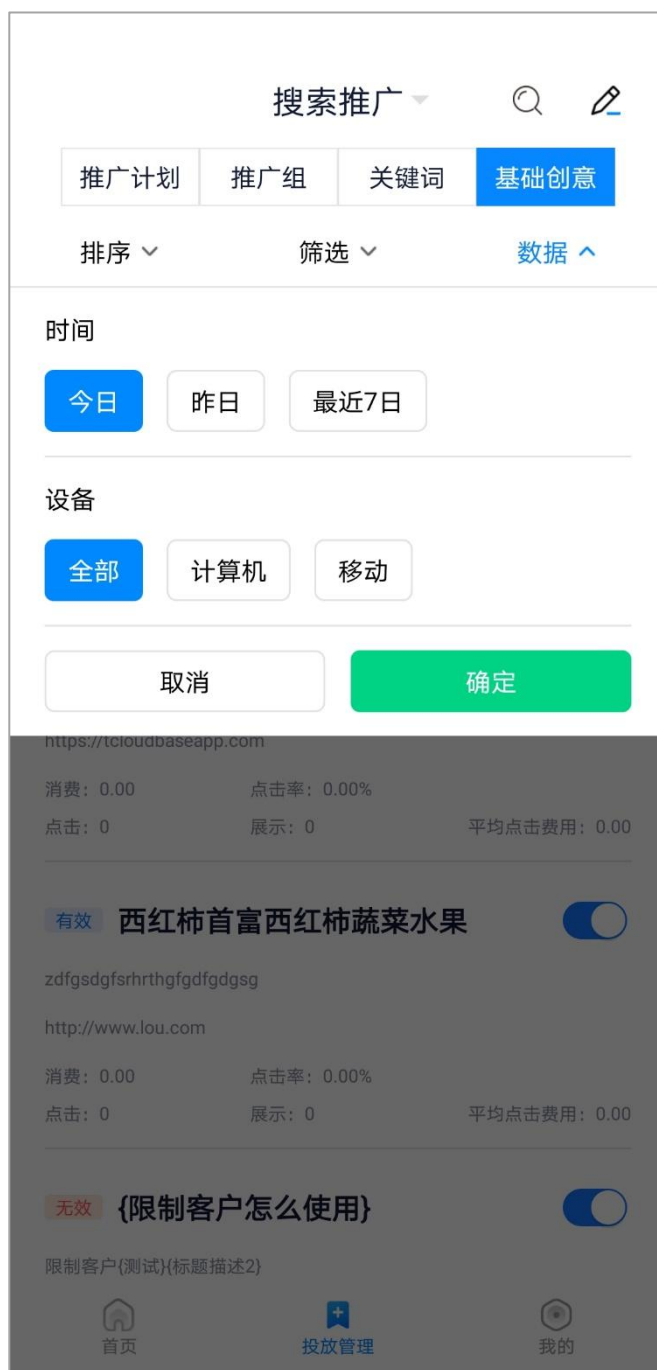 搜索推广
推广计划 推广组 关键词 基础创意
排序 筛选 数据
时间
今日 昨日 最近7日
设备
全部 计算机 移动
取消 确定
https://tcloudbaseapp.com
消费：0.00 点击率：0.00%
点击：0 展示：0 平均点击费用：0.00
有效 西红柿首富西红柿蔬菜水果
zdfgsdgfsrhrthgfgdfgdgsg
http://www.lou.com
消费：0.00 点击率：0.00%
点击：0 展示：0 平均点击费用：0.00
无效 {限制客户怎么使用}
限制客户{测试}{标题描述2}
首页 投放管理 我的